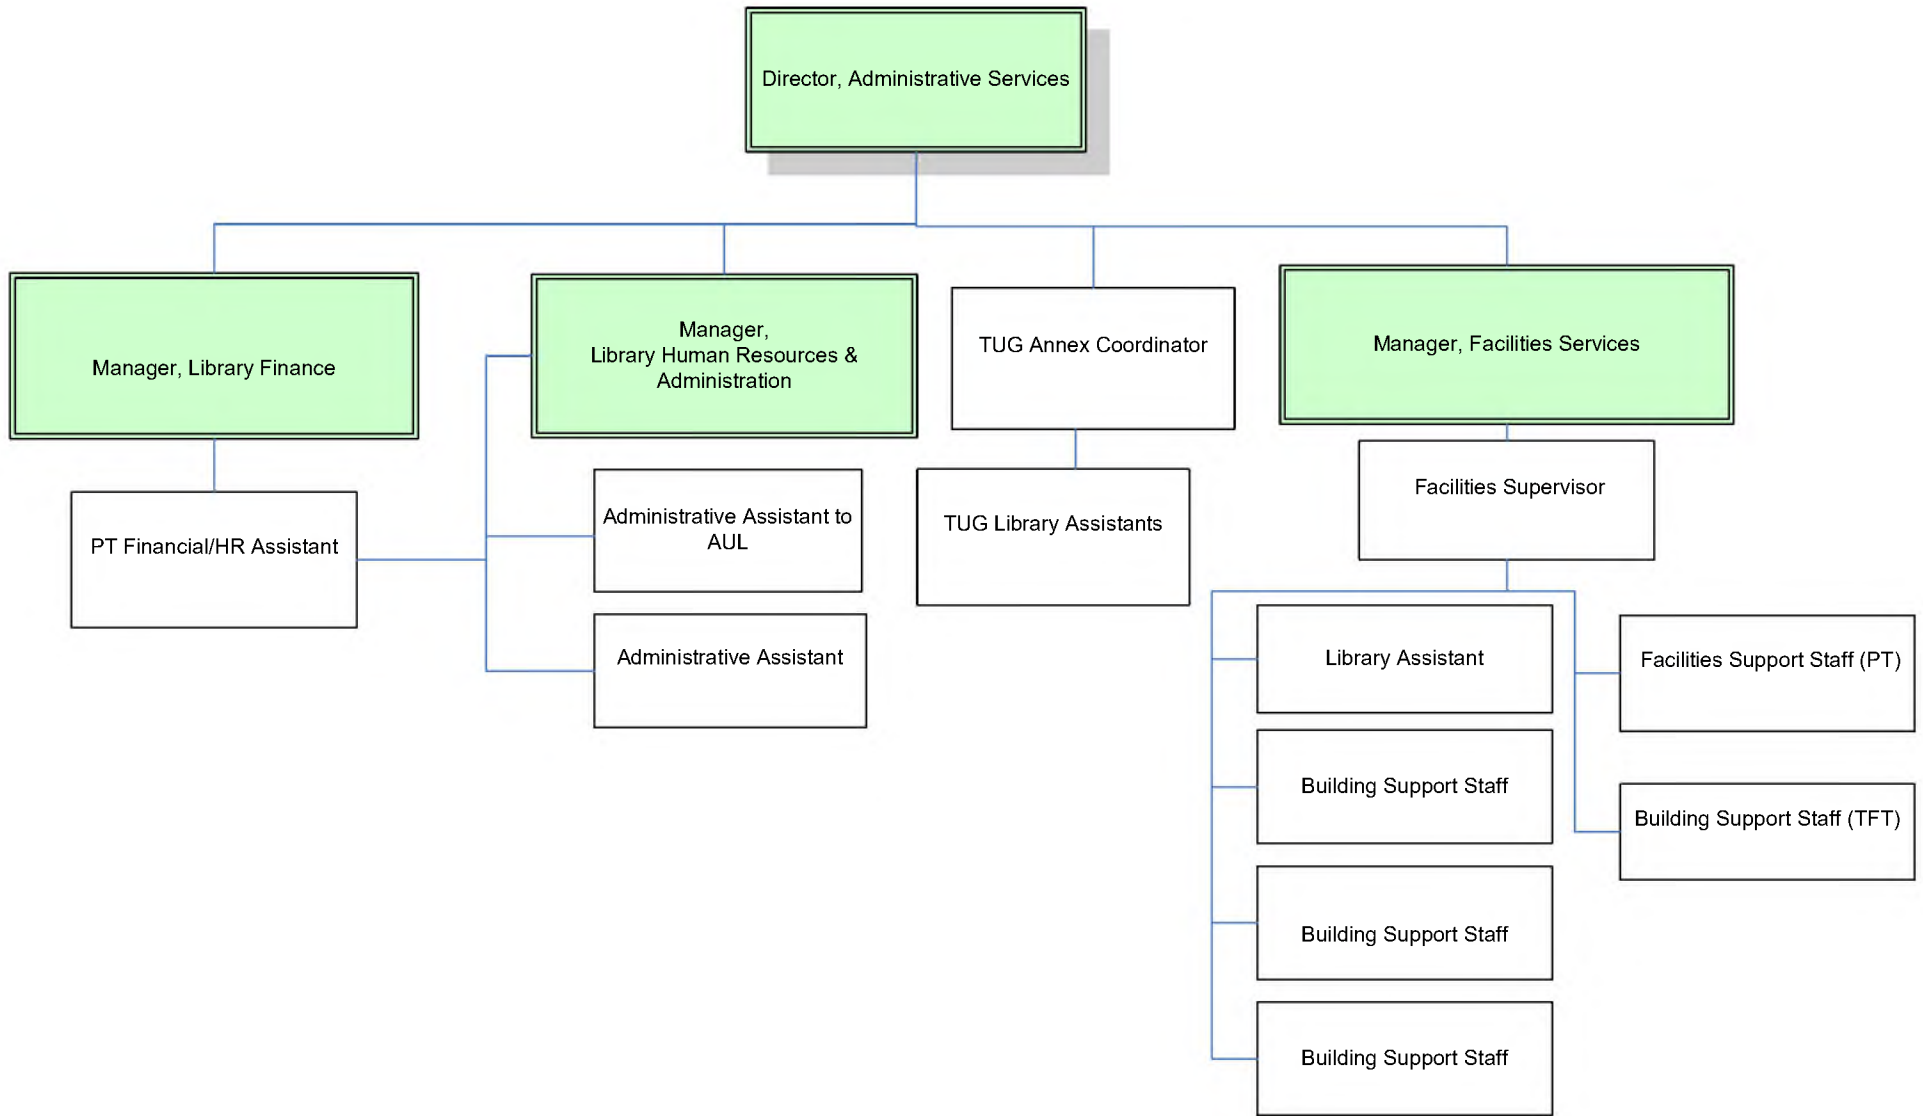 Director, Administrative Services
Manager, Library Finance
Manager,
Library Human Resources &
Administration
TUG Annex Coordinator
Manager, Facilities Services
PT Financial/HR Assistant
Administrative Assistant to
AUL
Administrative Assistant
TUG Library Assistants
Facilities Supervisor
Library Assistant
Building Support Staff
Building Support Staff
Building Support Staff
Facilities Support Staff (PT)
Building Support Staff (TFT)